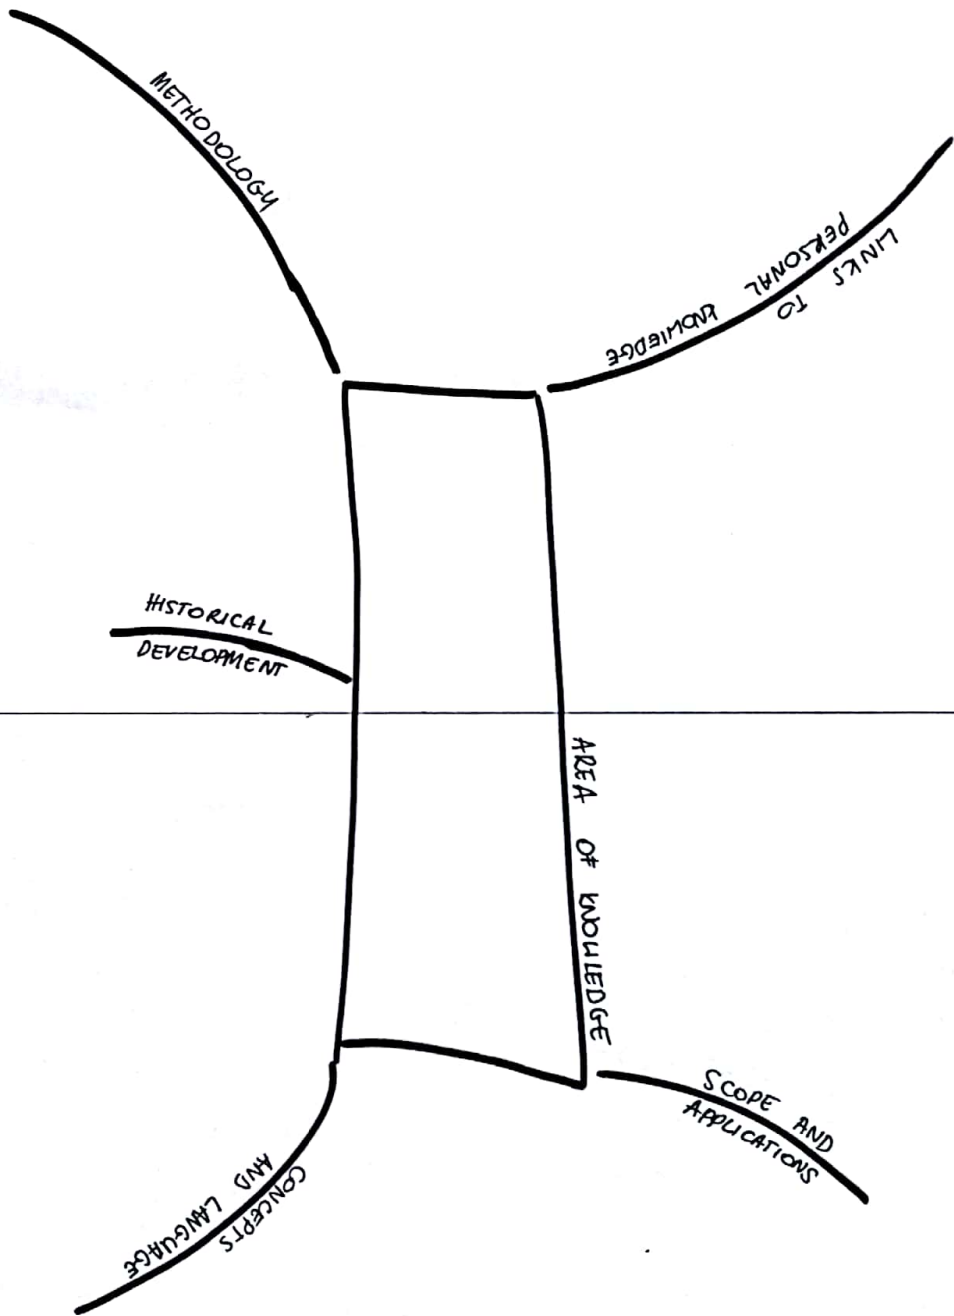 METHODOLOGY
LINKS TO
PERSONAL KNOWLEDGE
HISTORICAL
DEVELOPMENT
AREA OF KNOWLEDGE
SCOPE AND
APPLICATIONS
CONCEPTS
AND LANGUAGE